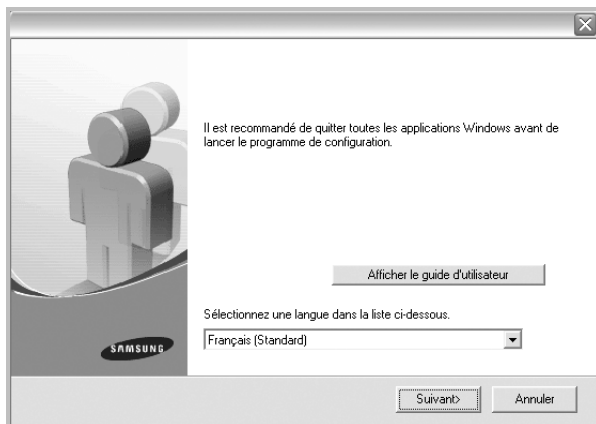 Il est recommandé de quitter toutes les applications Windows avant de
lancer le programme de configuration.
Afficher le guide d'utilisateur
Sélectionnez une langue dans la liste ci-dessous.
Français (Standard)
SAMSUNG
Suivant>
Annuler